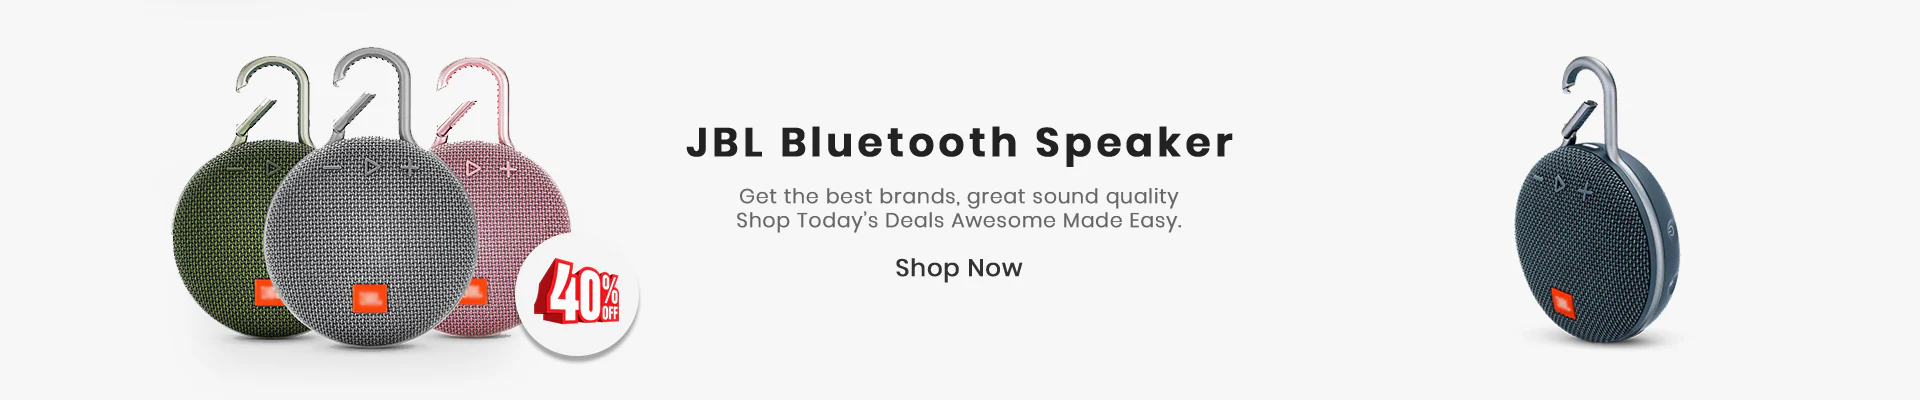 JBL Bluetooth Speaker
Get the best brands, great sound quality
Shop Today's Deals Awesome Made Easy.
Shop Now
40%
OFF